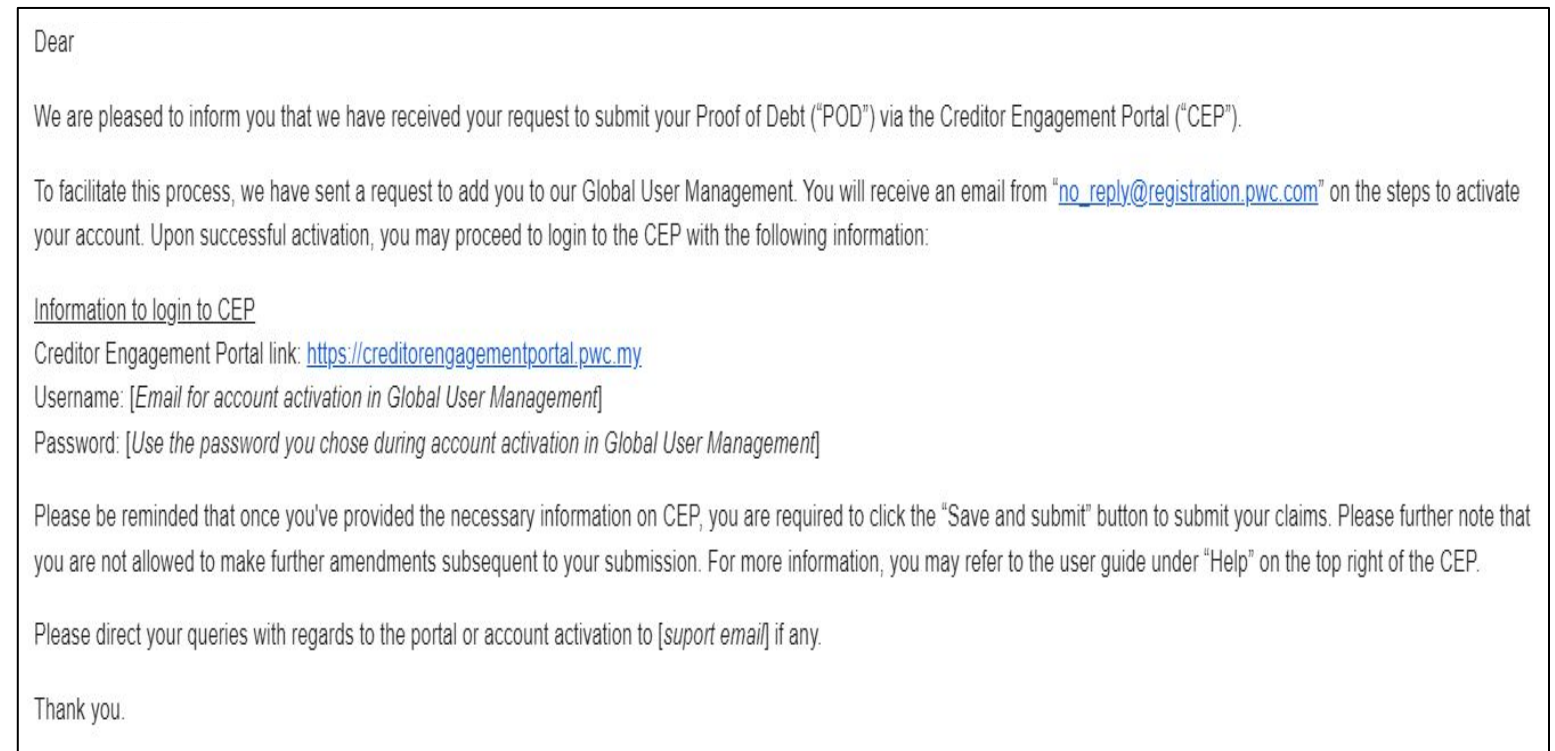 Dear
We are pleased to inform you that we have received your request to submit your Proof of Debt (“POD”) via the Creditor Engagement Portal (“CEP”).
To facilitate this process, we have sent a request to add you to our Global User Management. You will receive an email from “no_reply@registration.pwc.com” on the steps to activate
your account. Upon successful activation, you may proceed to login to the CEP with the following information:
Information to login to CEP
Creditor Engagement Portal link: https://creditorengagementportal.pwc.my
Username: [Email for account activation in Global User Management]
Password: [Use the password you chose during account activation in Global User Management]
Please be reminded that once you've provided the necessary information on CEP, you are required to click the “Save and submit” button to submit your claims. Please further note that
you are not allowed to make further amendments subsequent to your submission. For more information, you may refer to the user guide under “Help” on the top right of the CEP.
Please direct your queries with regards to the portal or account activation to [suport email] if any.
Thank you.